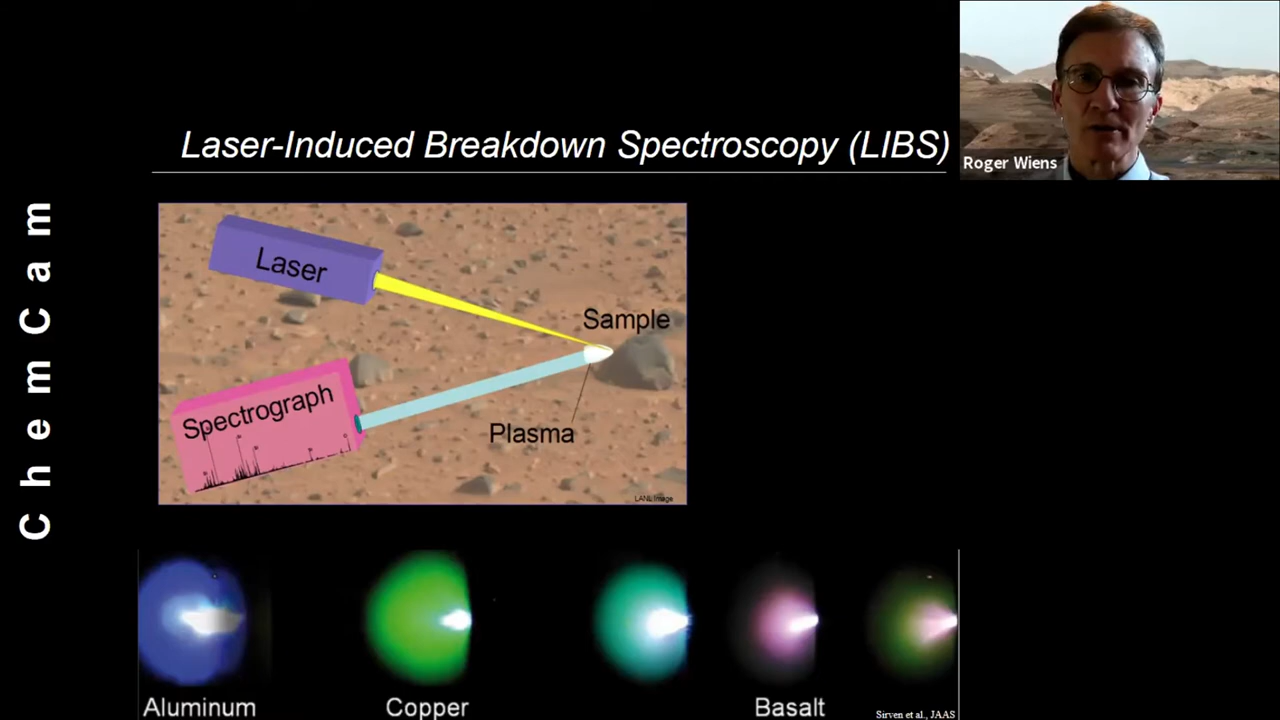 Laser-Induced Breakdown Spectroscopy (LIBS)
Roger Wiens
ChemCam
Laser
Sample
Spectrograph
Plasma
LANL Image
Aluminum
Copper
Basalt
Sirven et al., JAAS